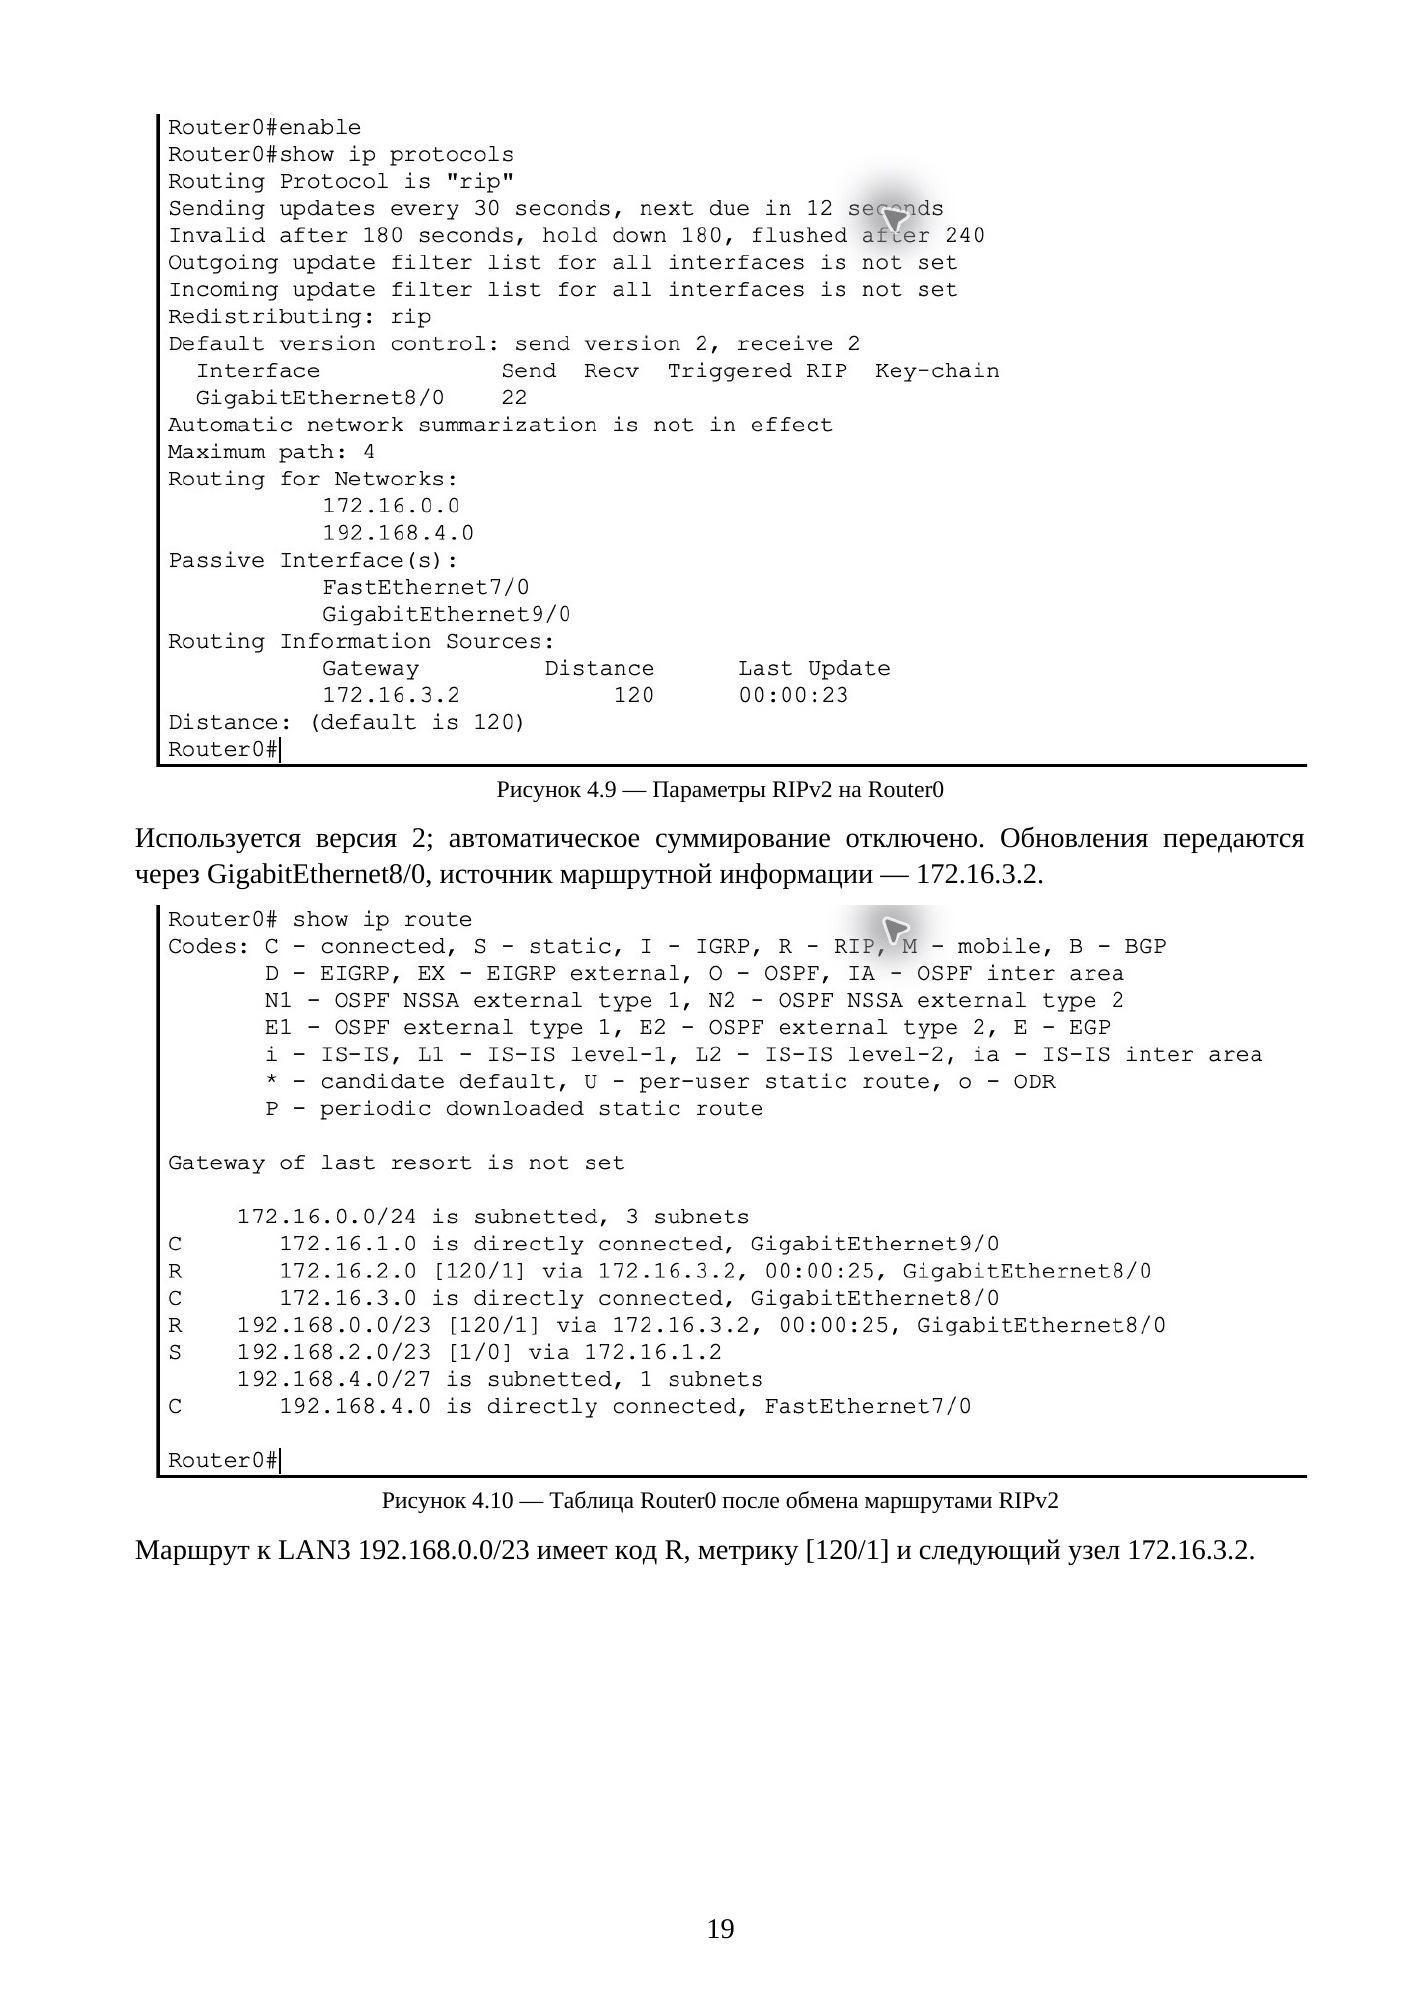 Router0#enable
Router0#show ip protocols
Routing Protocol is "rip"
Sending updates every 30 seconds, next due in 12 seconds
Invalid after 180 seconds, hold down 180, flushed after 240
Outgoing update filter list for all interfaces is not set
Incoming update filter list for all interfaces is not set
Redistributing: rip
Default version control: send version 2, receive 2
  Interface             Send  Recv  Triggered RIP  Key-chain
  GigabitEthernet8/0    22
Automatic network summarization is not in effect
Maximum path: 4
Routing for Networks:
           172.16.0.0
           192.168.4.0
Passive Interface(s):
           FastEthernet7/0
           GigabitEthernet9/0
Routing Information Sources:
           Gateway         Distance      Last Update
           172.16.3.2           120      00:00:23
Distance: (default is 120)
Router0#
Рисунок 4.9 — Параметры RIPv2 на Router0
Используется версия 2; автоматическое суммирование отключено. Обновления передаются
через GigabitEthernet8/0, источник маршрутной информации — 172.16.3.2.
Router0# show ip route
Codes: C - connected, S - static, I - IGRP, R - RIP, M - mobile, B - BGP
       D - EIGRP, EX - EIGRP external, O - OSPF, IA - OSPF inter area
       N1 - OSPF NSSA external type 1, N2 - OSPF NSSA external type 2
       E1 - OSPF external type 1, E2 - OSPF external type 2, E - EGP
       i - IS-IS, L1 - IS-IS level-1, L2 - IS-IS level-2, ia - IS-IS inter area
       * - candidate default, U - per-user static route, o - ODR
       P - periodic downloaded static route
Gateway of last resort is not set
     172.16.0.0/24 is subnetted, 3 subnets
C       172.16.1.0 is directly connected, GigabitEthernet9/0
R       172.16.2.0 [120/1] via 172.16.3.2, 00:00:25, GigabitEthernet8/0
C       172.16.3.0 is directly connected, GigabitEthernet8/0
R    192.168.0.0/23 [120/1] via 172.16.3.2, 00:00:25, GigabitEthernet8/0
S    192.168.2.0/23 [1/0] via 172.16.1.2
     192.168.4.0/27 is subnetted, 1 subnets
C       192.168.4.0 is directly connected, FastEthernet7/0
Router0#
Рисунок 4.10 — Таблица Router0 после обмена маршрутами RIPv2
Маршрут к LAN3 192.168.0.0/23 имеет код R, метрику [120/1] и следующий узел 172.16.3.2.
19